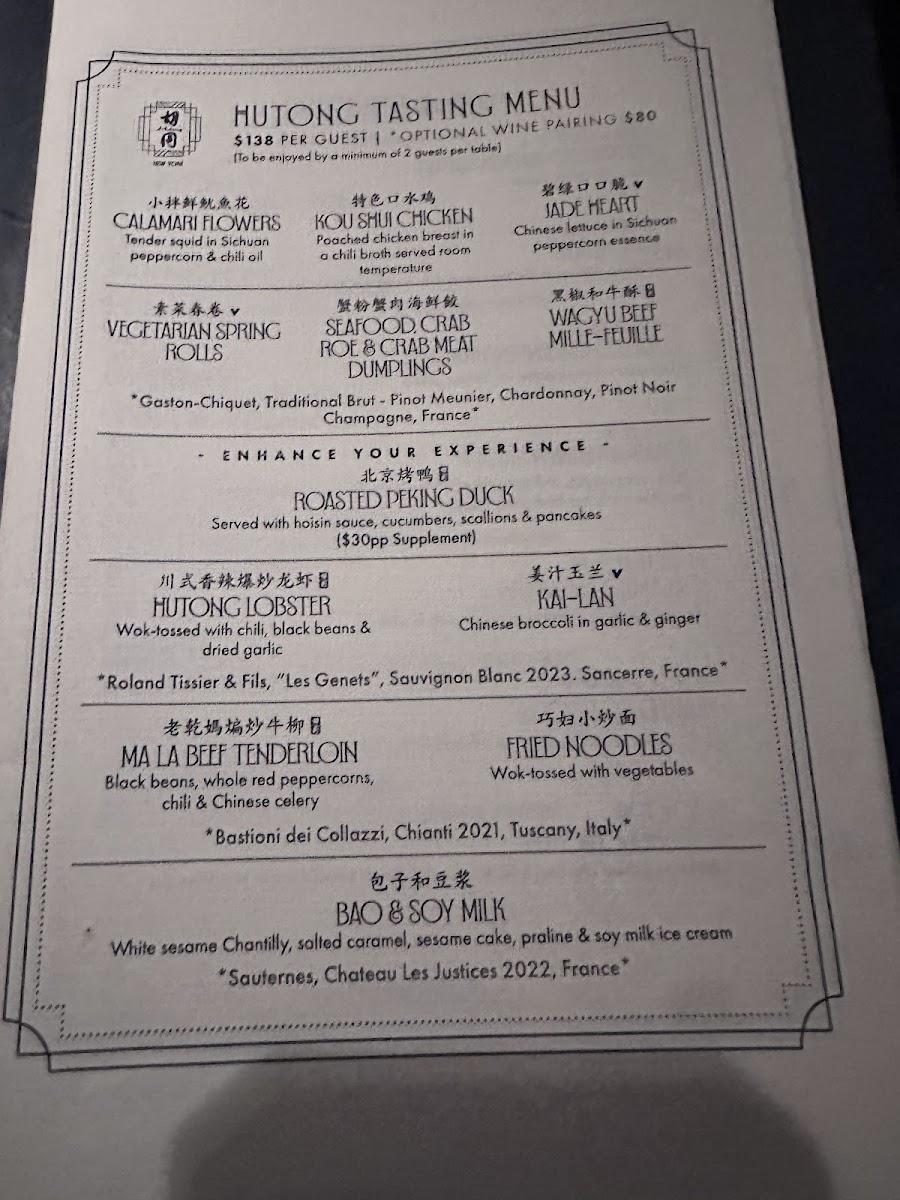 胡同
NEW YORK
HUTONG TASTING MENU
$138 PER GUEST | *OPTIONAL WINE PAIRING $80
(To be enjoyed by a minimum of 2 guests per table)
小拌鲜魷魚花
CALAMARI FLOWERS
Tender squid in Sichuan
peppercorn & chili oil
特色口水鸡
KOU SHUI CHICKEN
Poached chicken breast in
a chili broth served room
temperature
碧绿口口脆 v
JADE HEART
Chinese lettuce in Sichuan
peppercorn essence
素菜春卷 v
VEGETARIAN SPRING
ROLLS
蟹粉蟹肉海鲜餃
SEAFOOD, CRAB
ROE & CRAB MEAT
DUMPLINGS
黑椒和牛酥
WAGYU BEEF
MILLE-FEUILLE
*Gaston-Chiquet, Traditional Brut - Pinot Meunier, Chardonnay, Pinot Noir
Champagne, France*
- ENHANCE YOUR EXPERIENCE -
北京烤鸭
ROASTED PEKING DUCK
Served with hoisin sauce, cucumbers, scallions & pancakes
($30pp Supplement)
川式香辣爆炒龙虾
HUTONG LOBSTER
Wok-tossed with chili, black beans &
dried garlic
姜汁玉兰 v
KAI-LAN
Chinese broccoli in garlic & ginger
*Roland Tissier & Fils, "Les Genets", Sauvignon Blanc 2023. Sancerre, France*
老乾媽煸炒牛柳
MA LA BEEF TENDERLOIN
Black beans, whole red peppercorns,
chili & Chinese celery
巧妇小炒面
FRIED NOODLES
Wok-tossed with vegetables
*Bastioni dei Collazzi, Chianti 2021, Tuscany, Italy*
包子和豆浆
BAO & SOY MILK
White sesame Chantilly, salted caramel, sesame cake, praline & soy milk ice cream
*Sauternes, Chateau Les Justices 2022, France*